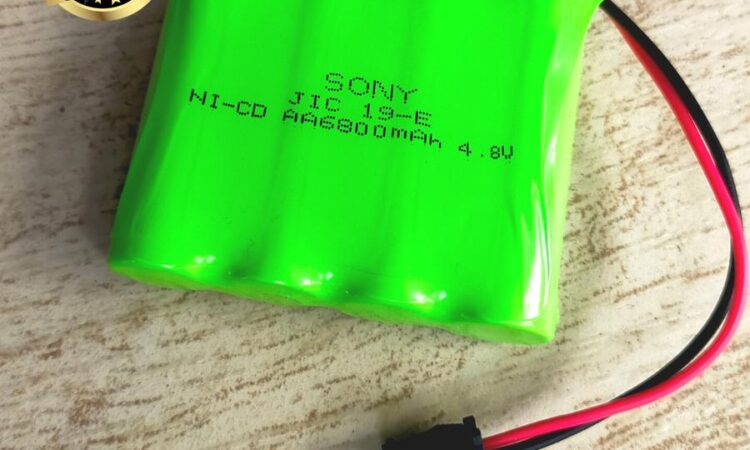 SONY
JIC 19-E
NI-CD AA6800mAh 4.8V